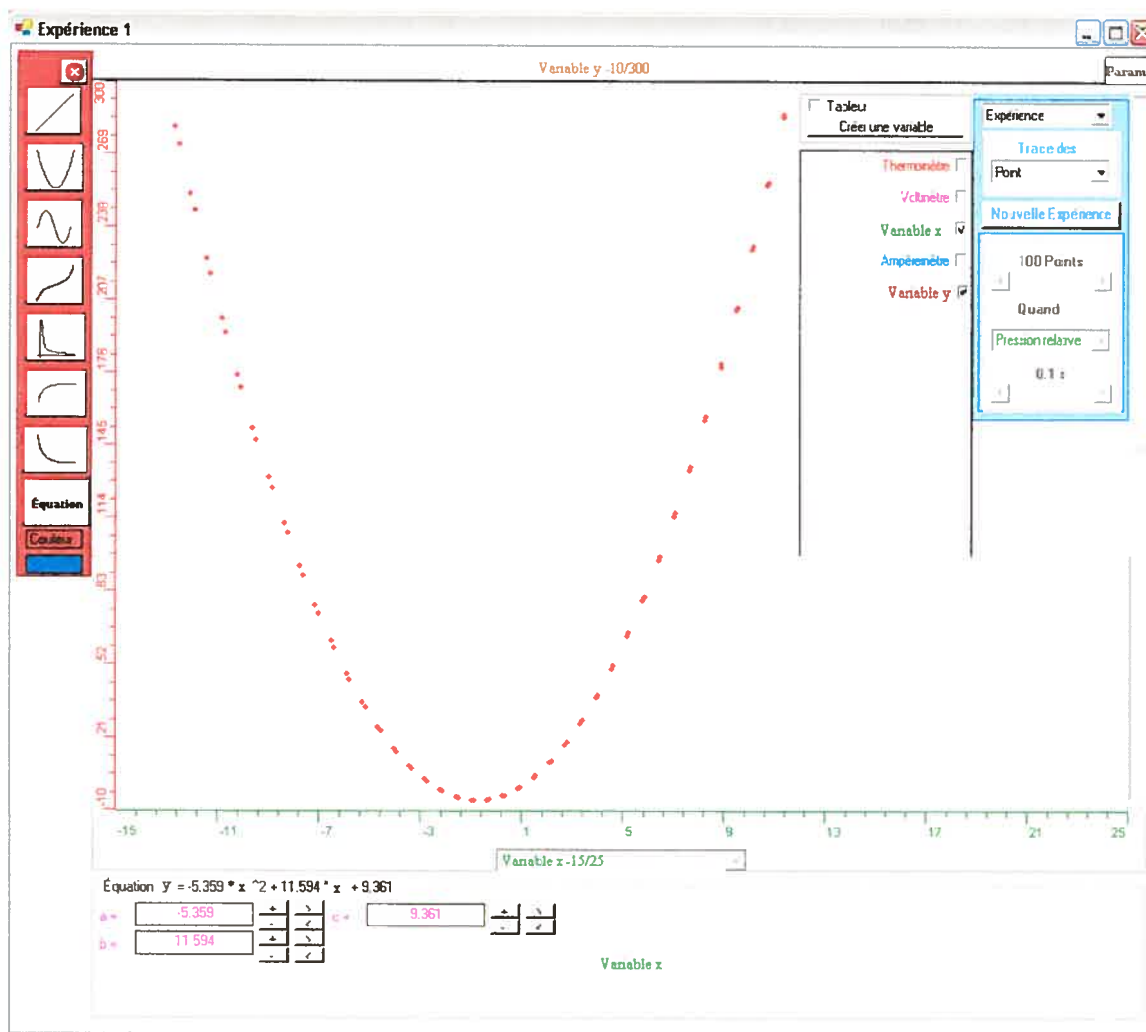 Expérience 1
Variable y -10/300
Param
Tableu
Créer une variable
Expérience
Trace des
Point
Nouvelle Expérience
100 Points
Quand
Pression relative
0.1 s
Thermomètre
Voltmètre
Variable x
Ampèremètre
Variable y
Équation
Couleur
300
269
238
207
176
145
114
83
52
21
-10
-15
-11
-7
-3
1
5
9
13
17
21
25
Variable x -15/25
Équation y = -5.359 * x ^2 + 11.594 * x + 9.361
a = -5.359 + > c = 9.361 + >
- < - <
b = 11.594 + >
- <
Variable x